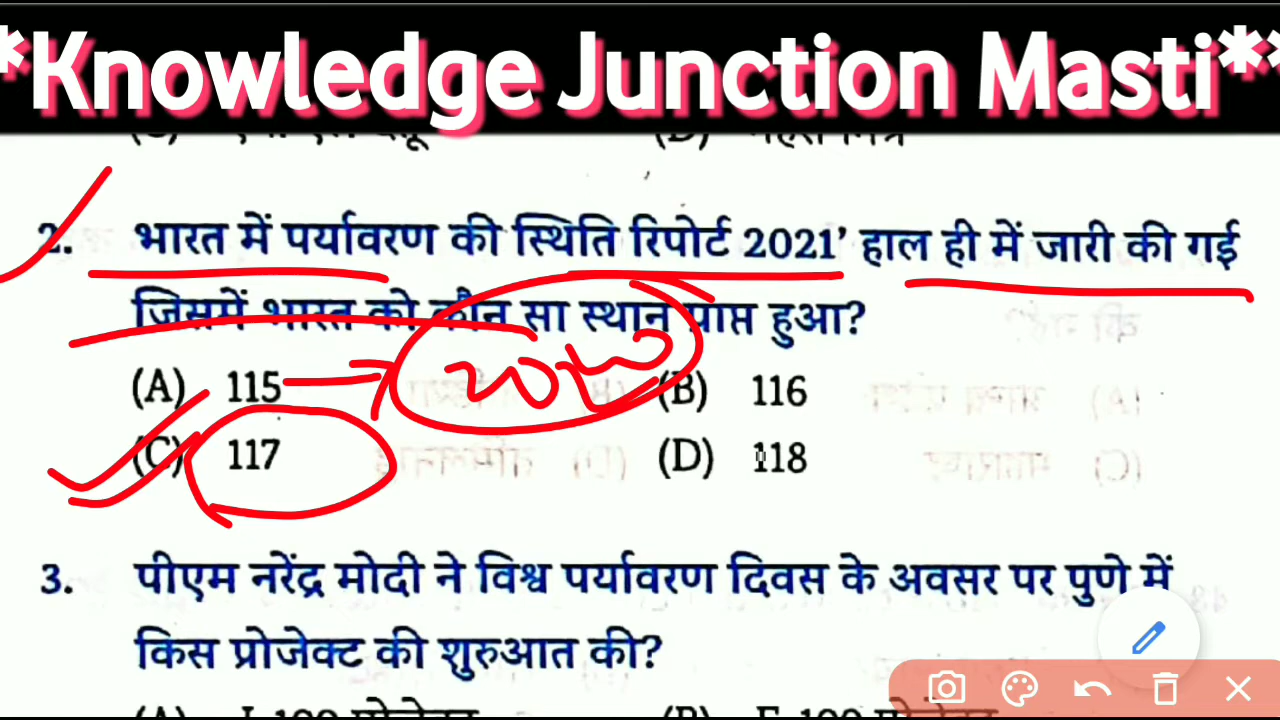 *Knowledge Junction Masti**
2. भारत में पर्यावरण की स्थिति रिपोर्ट 2021’ हाल ही में जारी की गई
जिसमें भारत को कौन सा स्थान प्राप्त हुआ?
(A) 115 (B) 116
(C) 117 (D) 118
3. पीएम नरेंद्र मोदी ने विश्व पर्यावरण दिवस के अवसर पर पुणे में
किस प्रोजेक्ट की शुरुआत की?
(A) E-100 प्रोजेक्ट